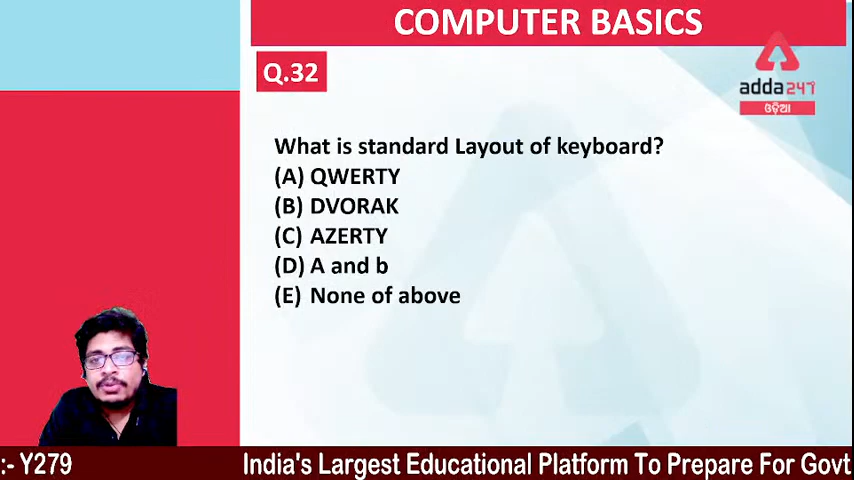 COMPUTER BASICS
Q.32
adda247
ଓଡ଼ିଆ
What is standard Layout of keyboard?
(A) QWERTY
(B) DVORAK
(C) AZERTY
(D) A and b
(E) None of above
:- Y279 India's Largest Educational Platform To Prepare For Govt